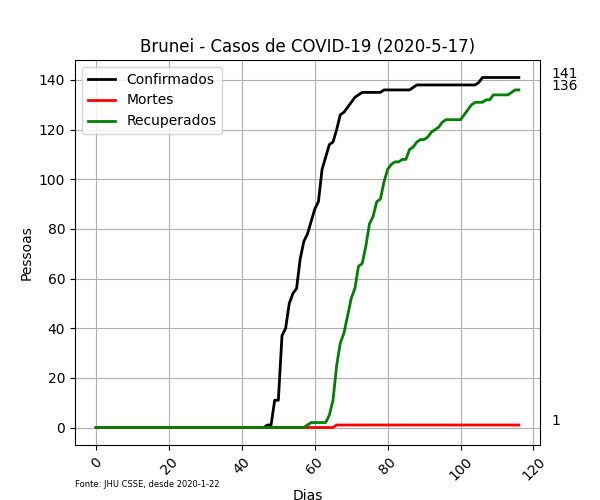 Brunei - Casos de COVID-19 (2020-5-17)
Confirmados
Mortes
Recuperados
141
136
1
Pessoas
140
120
100
80
60
40
20
0
0
20
40
60
80
100
120
Fonte: JHU CSSE, desde 2020-1-22
Dias